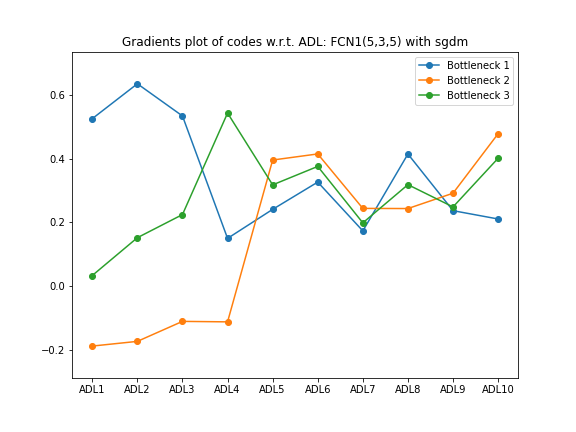 Gradients plot of codes w.r.t. ADL: FCN1(5,3,5) with sgdm
Bottleneck 1
Bottleneck 2
Bottleneck 3
0.6
0.4
0.2
0.0
−0.2
ADL1 ADL2 ADL3 ADL4 ADL5 ADL6 ADL7 ADL8 ADL9 ADL10